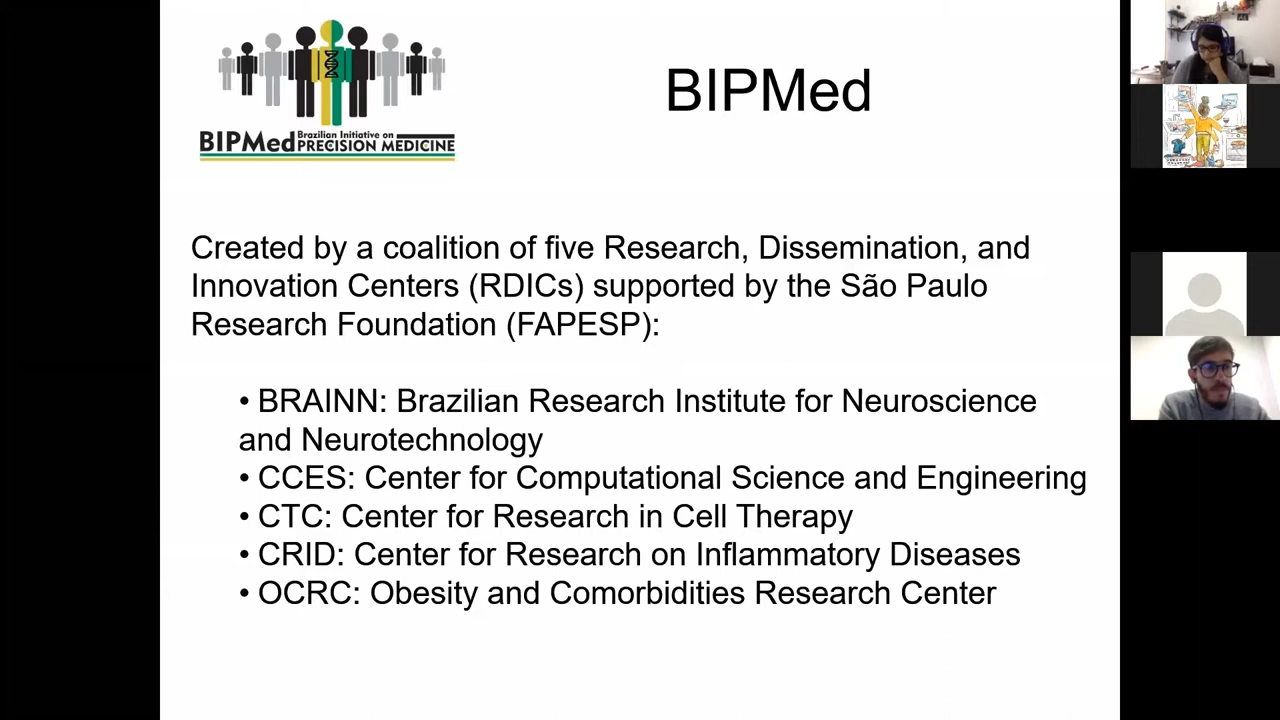 BIPMed Brazilian Initiative on
PRECISION MEDICINE
BIPMed
Created by a coalition of five Research, Dissemination, and
Innovation Centers (RDICs) supported by the São Paulo
Research Foundation (FAPESP):
• BRAINN: Brazilian Research Institute for Neuroscience
and Neurotechnology
• CCES: Center for Computational Science and Engineering
• CTC: Center for Research in Cell Therapy
• CRID: Center for Research on Inflammatory Diseases
• OCRC: Obesity and Comorbidities Research Center